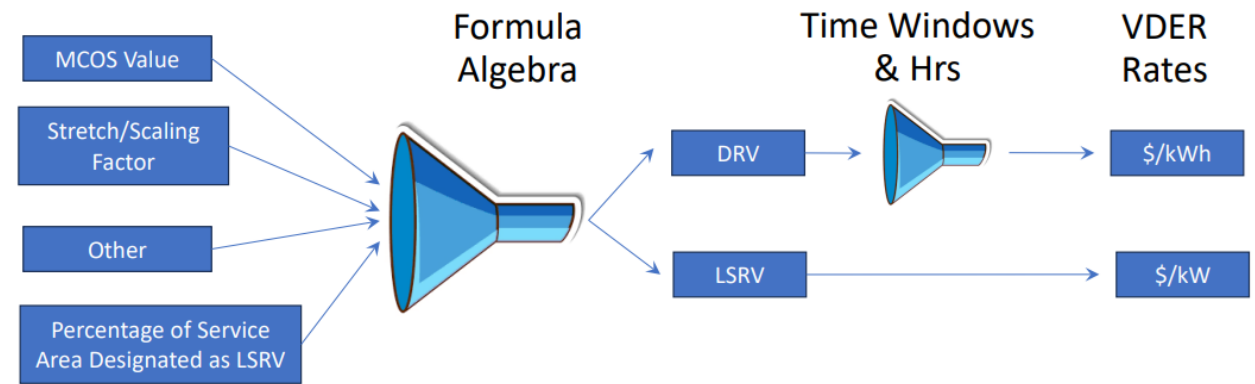 Formula
Algebra
Time Windows
& Hrs
VDER
Rates
MCOS Value
Stretch/Scaling
Factor
Other
Percentage of Service
Area Designated as LSRV
DRV
$/kWh
LSRV
$/kW